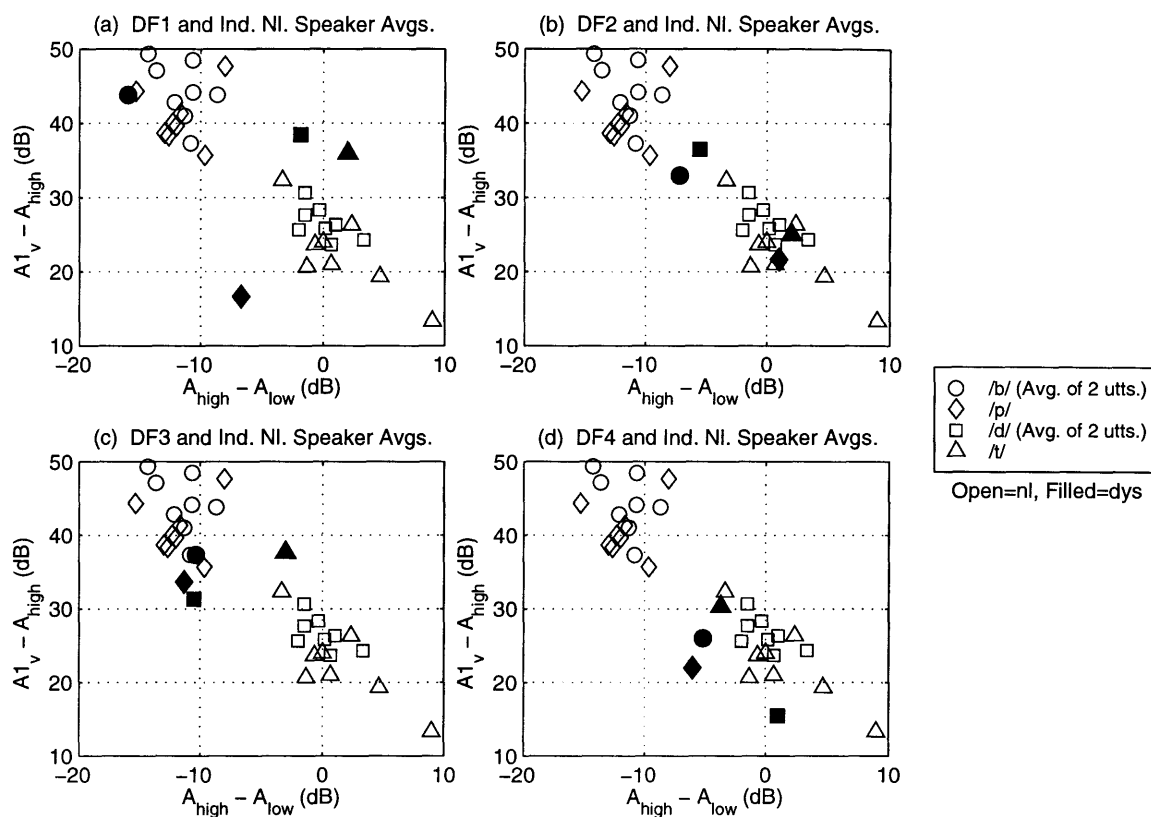 (a) DF1 and Ind. Nl. Speaker Avgs.
50
40
30
20
10
A1v − Ahigh (dB)
−20
−10
0
10
Ahigh − Alow (dB)
(b) DF2 and Ind. Nl. Speaker Avgs.
50
40
30
20
10
A1v − Ahigh (dB)
−20
−10
0
10
Ahigh − Alow (dB)
(c) DF3 and Ind. Nl. Speaker Avgs.
50
40
30
20
10
A1v − Ahigh (dB)
−20
−10
0
10
Ahigh − Alow (dB)
(d) DF4 and Ind. Nl. Speaker Avgs.
50
40
30
20
10
A1v − Ahigh (dB)
−20
−10
0
10
Ahigh − Alow (dB)
/b/ (Avg. of 2 utts.)
/p/
/d/ (Avg. of 2 utts.)
/t/
Open=nl, Filled=dys